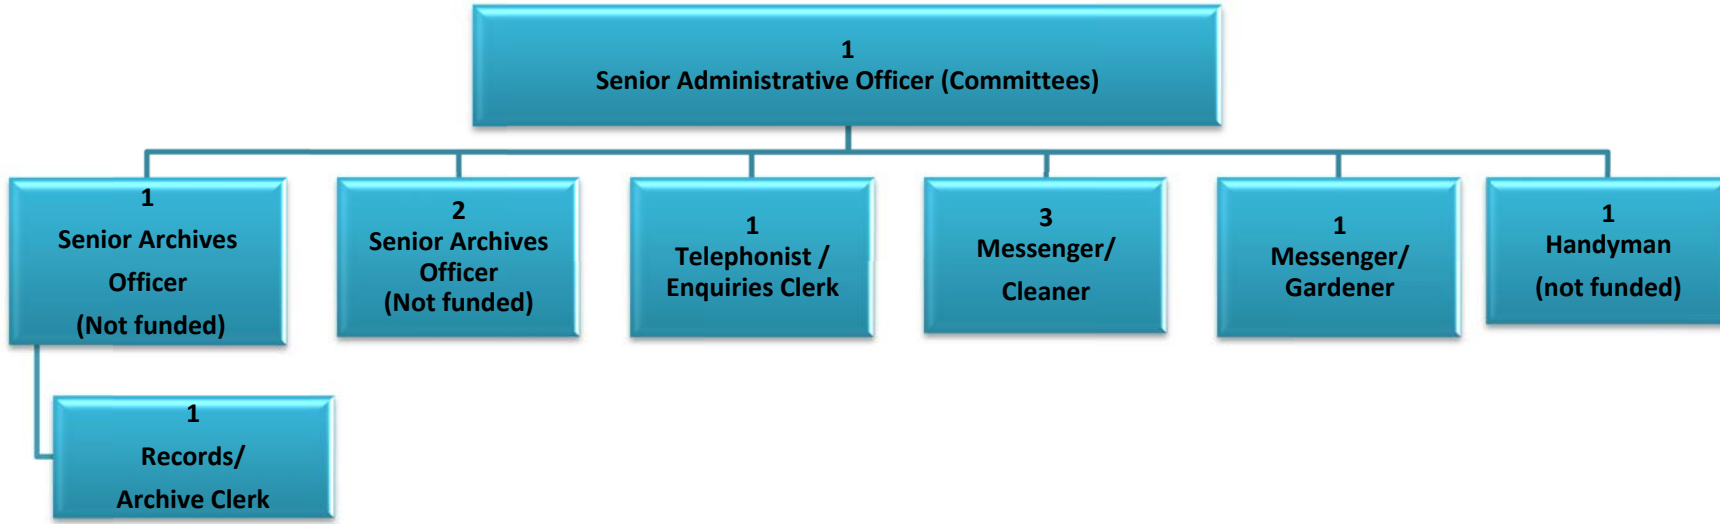 1
Senior Administrative Officer (Committees)
1
Senior Archives
Officer
(Not funded)
2
Senior Archives
Officer
(Not funded)
1
Telephonist /
Enquiries Clerk
3
Messenger/
Cleaner
1
Messenger/
Gardener
1
Handyman
(not funded)
1
Records/
Archive Clerk